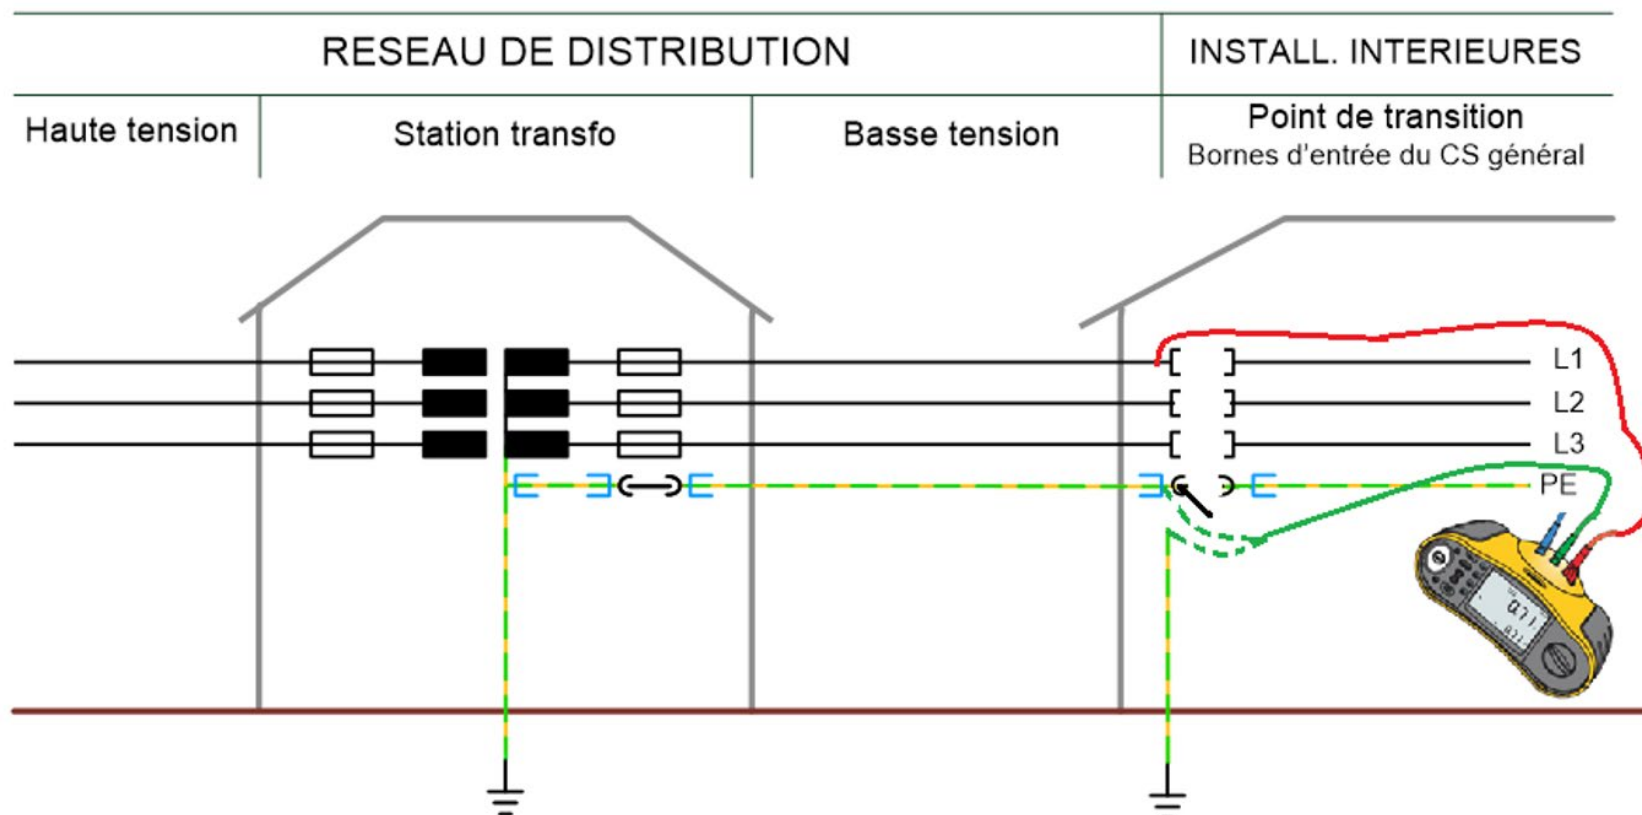 RESEAU DE DISTRIBUTION
INSTALL. INTERIEURES
Haute tension
Station transfo
Basse tension
Point de transition
Bornes d'entrée du CS général
L1
L2
L3
PE